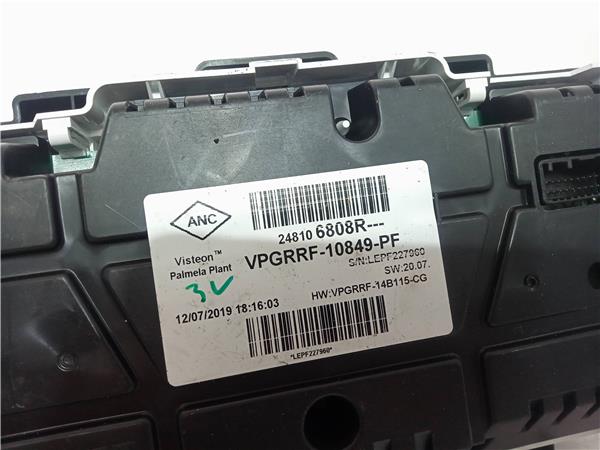 ANC
24810 6808R---
Visteon™
VPGRRF-10849-PF
Palmela Plant
S/N:LEPF227960
SW:20.07.
3V
12/07/2019 18:16:03
HW:VPGRRF-14B115-CG
*LEPF227960*